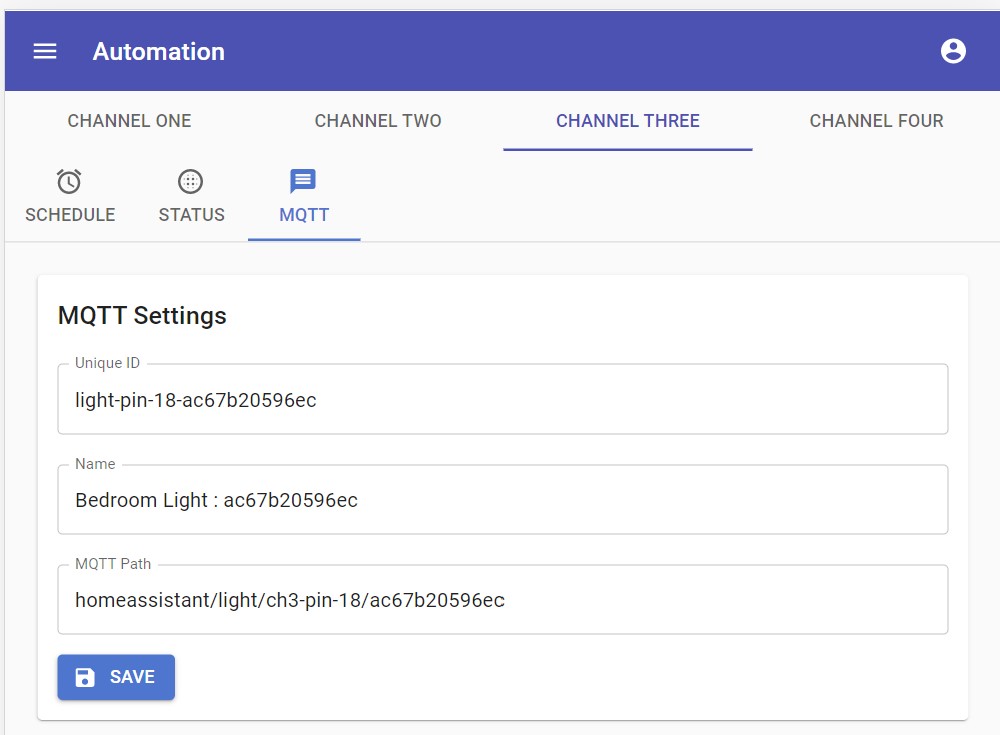 Automation
CHANNEL ONE CHANNEL TWO CHANNEL THREE CHANNEL FOUR
SCHEDULE STATUS MQTT
MQTT Settings
Unique ID
light-pin-18-ac67b20596ec
Name
Bedroom Light : ac67b20596ec
MQTT Path
homeassistant/light/ch3-pin-18/ac67b20596ec
SAVE